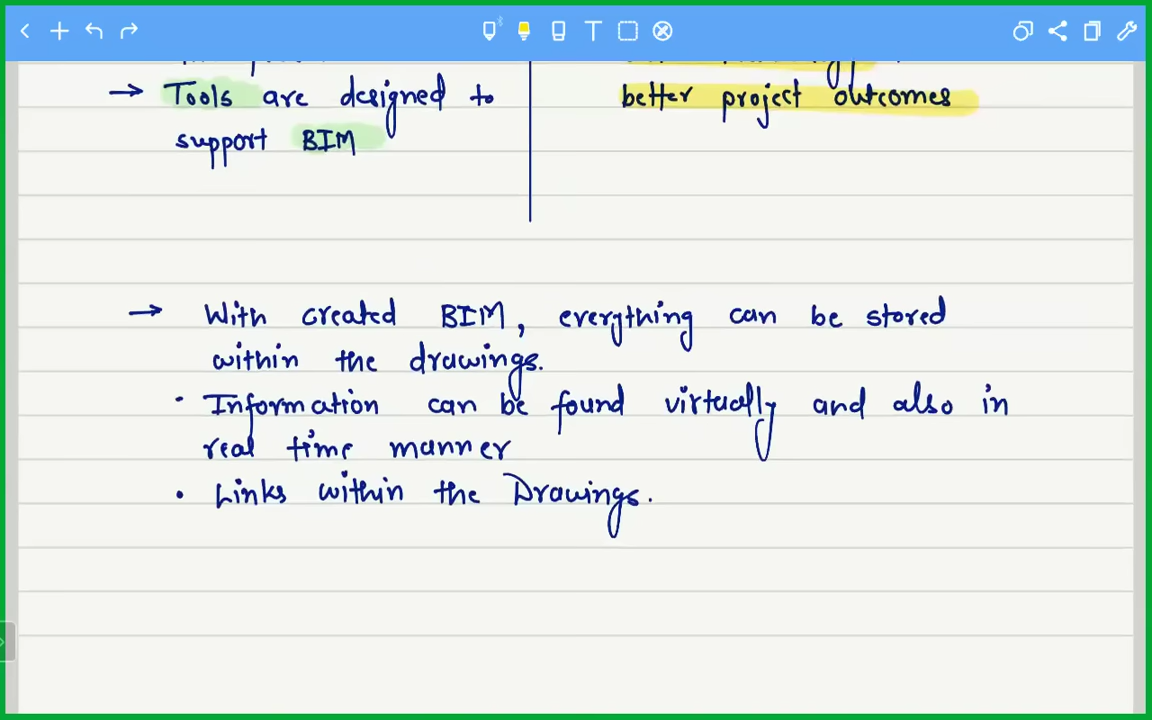 → Tools are designed to
support BIM
better project outcomes
→ With created BIM, everything can be stored
within the drawings.
• Information can be found virtually and also in
real time manner
• Links within the Drawings.